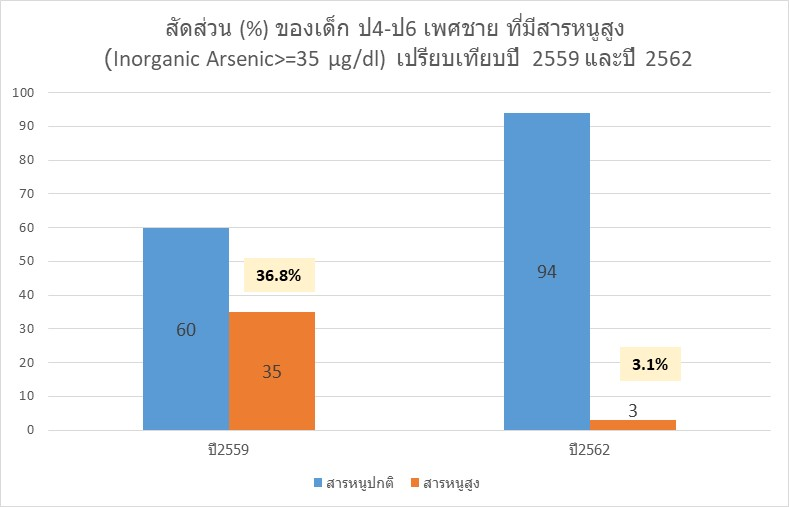 สัดส่วน (%) ของเด็ก ป4-ป6 เพศชาย ที่มีสารหนูสูง
(Inorganic Arsenic>=35 µg/dl) เปรียบเทียบปี 2559 และปี 2562
100
90
80
70
60
50
40
30
20
10
0
60
36.8%
35
94
3.1%
3
ปี2559
ปี2562
สารหนูปกติ
สารหนูสูง